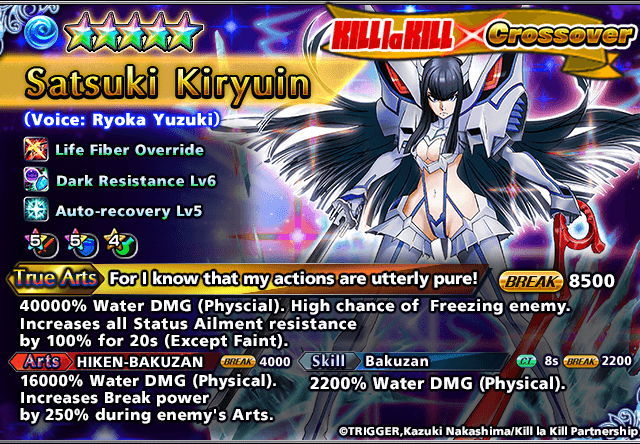 KILL la KILL × Crossover
Satsuki Kiryuin
(Voice: Ryoka Yuzuki)
Life Fiber Override
Dark Resistance Lv6
Auto-recovery Lv5
5 5 4
True Arts For I know that my actions are utterly pure! BREAK 8500
40000% Water DMG (Physcial). High chance of Freezing enemy.
Increases all Status Ailment resistance
by 100% for 20s (Except Faint).
Arts HIKEN-BAKUZAN BREAK 4000 Skill Bakuzan CT 8s BREAK 2200
16000% Water DMG (Physical).
Increases Break power
by 250% during enemy's Arts.
2200% Water DMG (Physical).
©TRIGGER,Kazuki Nakashima/Kill la Kill Partnership